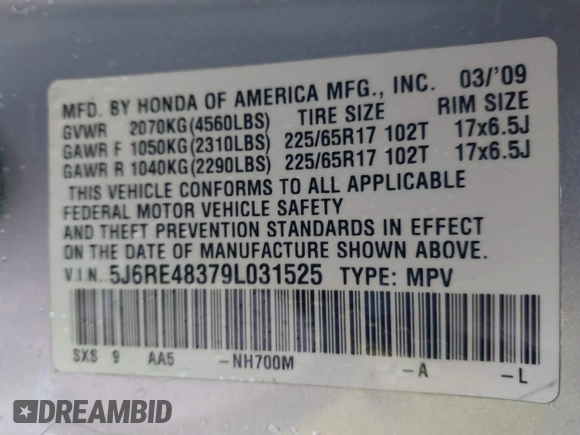 MFD. BY HONDA OF AMERICA MFG., INC. 03/'09
GVWR 2070KG(4560LBS) TIRE SIZE RIM SIZE
GAWR F 1050KG(2310LBS) 225/65R17 102T 17x6.5J
GAWR R 1040KG(2290LBS) 225/65R17 102T 17x6.5J
THIS VEHICLE CONFORMS TO ALL APPLICABLE
FEDERAL MOTOR VEHICLE SAFETY
AND THEFT PREVENTION STANDARDS IN EFFECT
ON THE DATE OF MANUFACTURE SHOWN ABOVE.
V.I.N. 5J6RE48379L031525 TYPE: MPV
SXS 9 AA5 -NH700M -A -L
DREAMBID